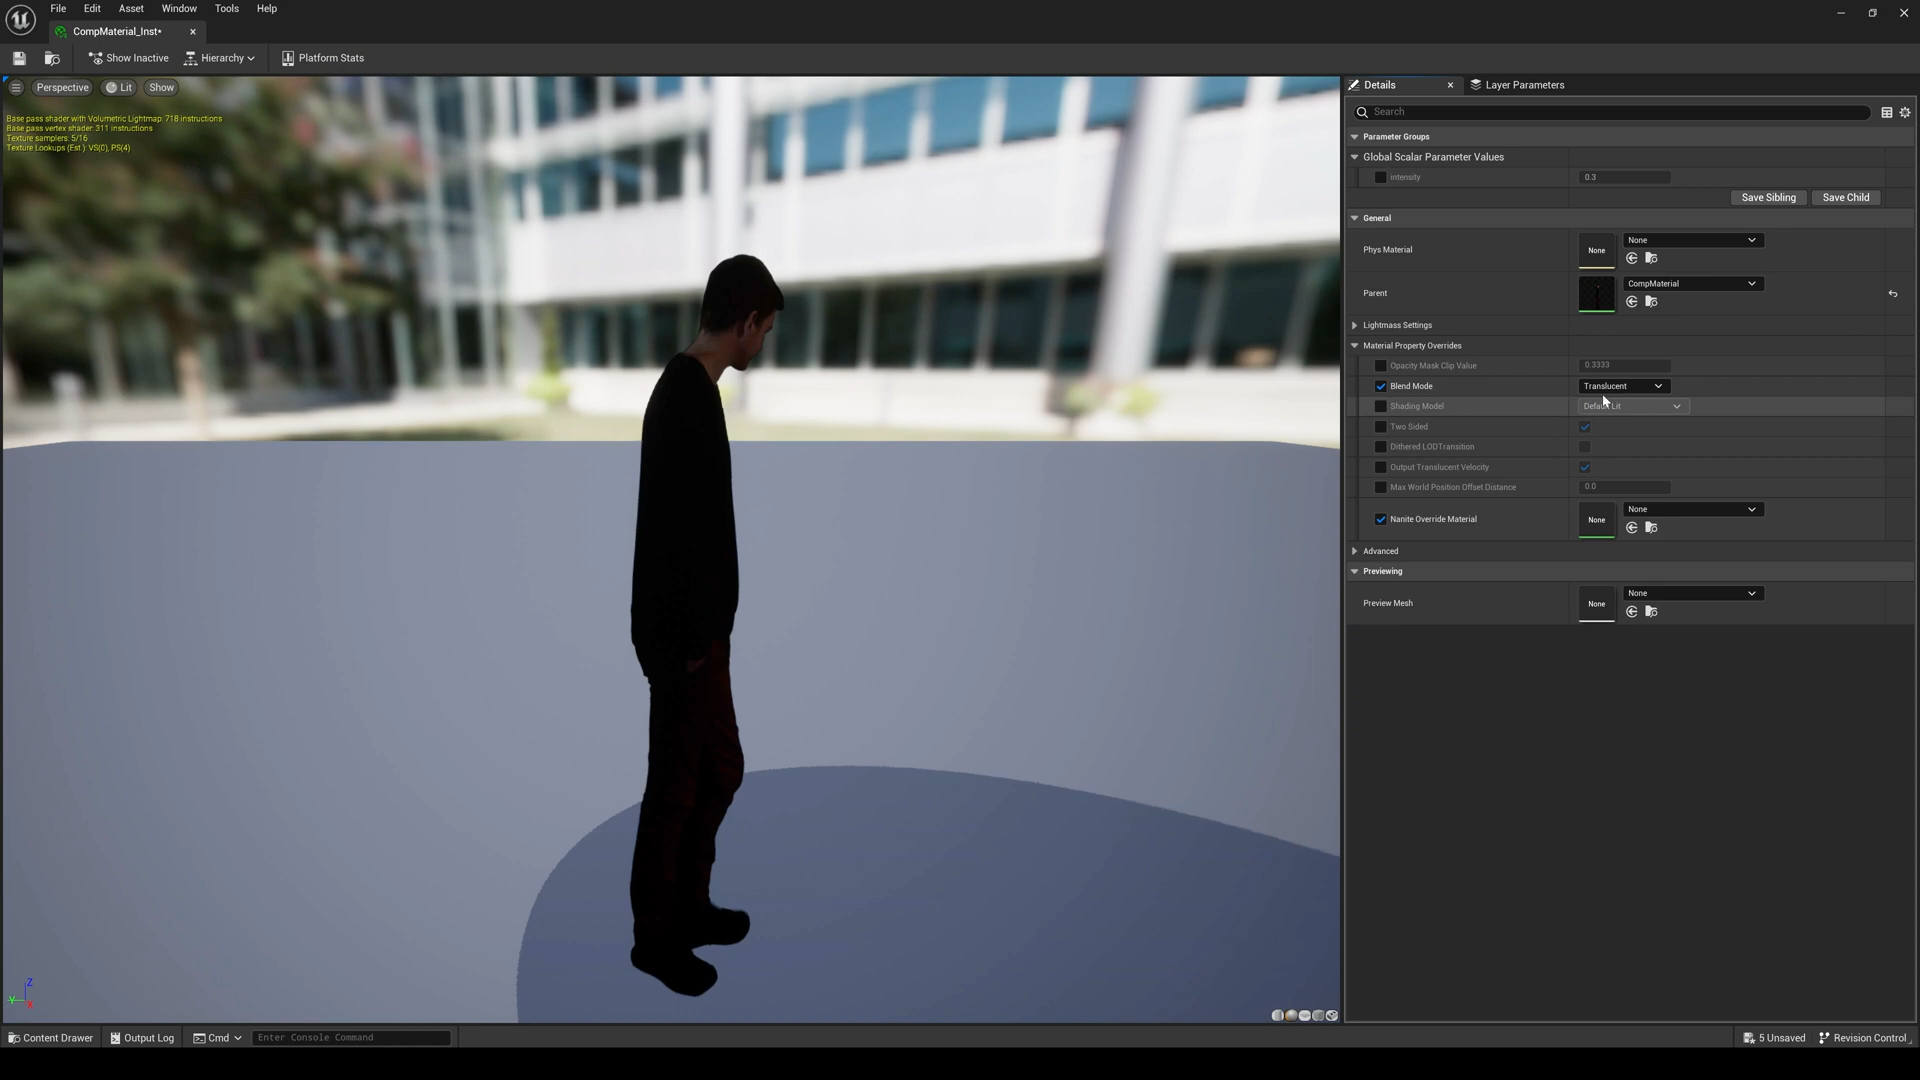 File Edit Asset Window Tools Help
CompMaterial_Inst*
Show Inactive Hierarchy Platform Stats
Perspective Lit Show
Base pass shader with Volumetric Lightmap: 718 instructions
Base pass vertex shader: 311 instructions
Texture samplers: 5/16
Texture Lookups (Est.): VS(0), PS(4)
Details Layer Parameters
Search
Parameter Groups
Global Scalar Parameter Values
intensity 0.3
Save Sibling Save Child
General
Phys Material None None
Parent CompMaterial
Lightmass Settings
Material Property Overrides
Opacity Mask Clip Value 0.3333
Blend Mode Translucent
Shading Model Default Lit
Two Sided
Dithered LODTransition
Output Translucent Velocity
Max World Position Offset Distance 0.0
Nanite Override Material None None
Advanced
Previewing
Preview Mesh None None
Z
Y X
Content Drawer Output Log Cmd Enter Console Command 5 Unsaved Revision Control